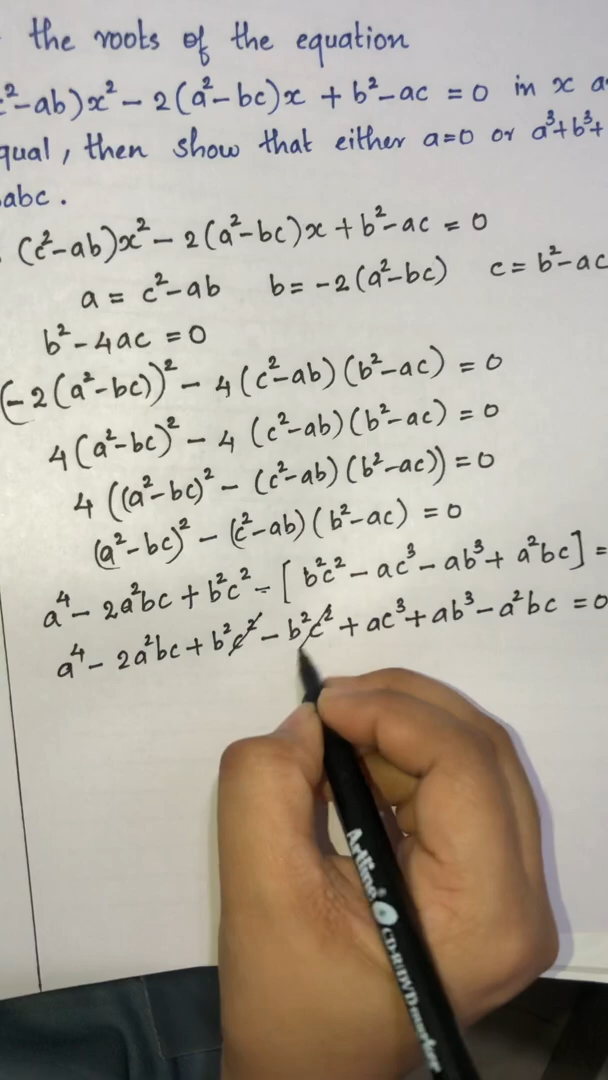 the roots of the equation
c²-ab)x² - 2(a²-bc)x + b²-ac = 0 in x a
qual, then show that either a=0 or a³+b³+
abc.
(c²-ab)x² - 2(a²-bc)x + b²-ac = 0
a = c²-ab b = -2(a²-bc) c = b²-ac
b² - 4ac = 0
(-2(a²-bc))² - 4(c²-ab)(b²-ac) = 0
4(a²-bc)² - 4(c²-ab)(b²-ac) = 0
4((a²-bc)² - (c²-ab)(b²-ac)) = 0
(a²-bc)² - (c²-ab)(b²-ac) = 0
a⁴ - 2a²bc + b²c² - [b²c² - ac³ - ab³ + a²bc] =
a⁴ - 2a²bc + b²c² - b²c² + ac³ + ab³ - a²bc = 0
Artline CD-R/DVD marker